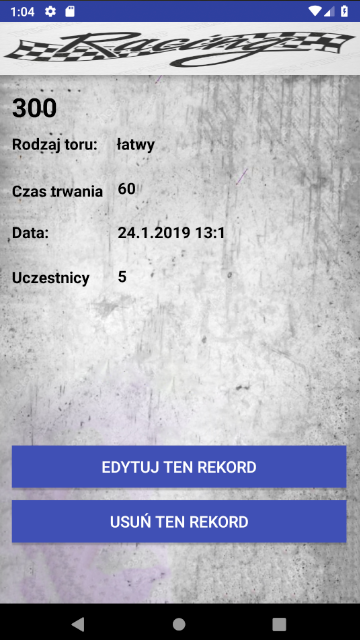 1:04
Racing
300
Rodzaj toru: łatwy
Czas trwania 60
Data: 24.1.2019 13:1
Uczestnicy 5
EDYTUJ TEN REKORD
USUŃ TEN REKORD